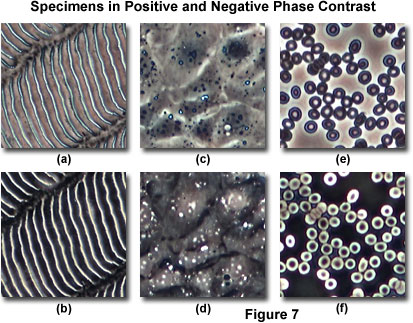 Specimens in Positive and Negative Phase Contrast
(a)
(c)
(e)
(b)
(d)
(f)
Figure 7